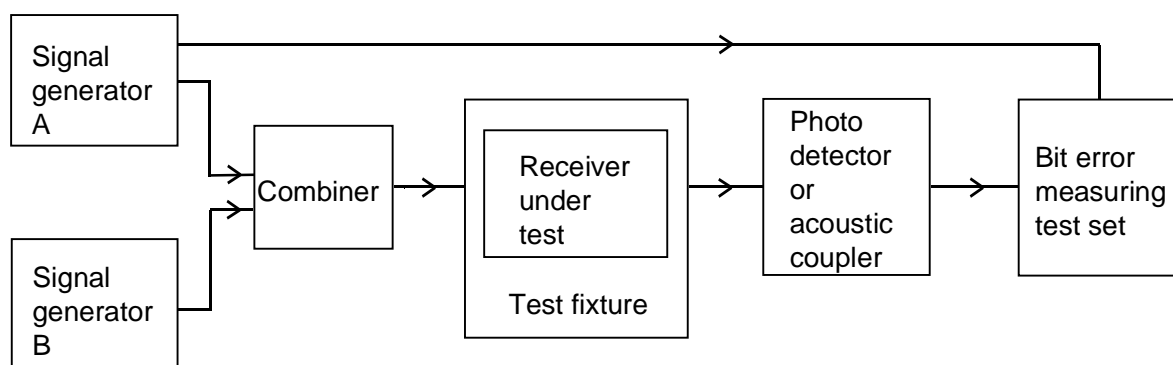 Signal
generator
A
Combiner
Signal
generator
B
Receiver
under
test
Test fixture
Photo
detector
or
acoustic
coupler
Bit error
measuring
test set